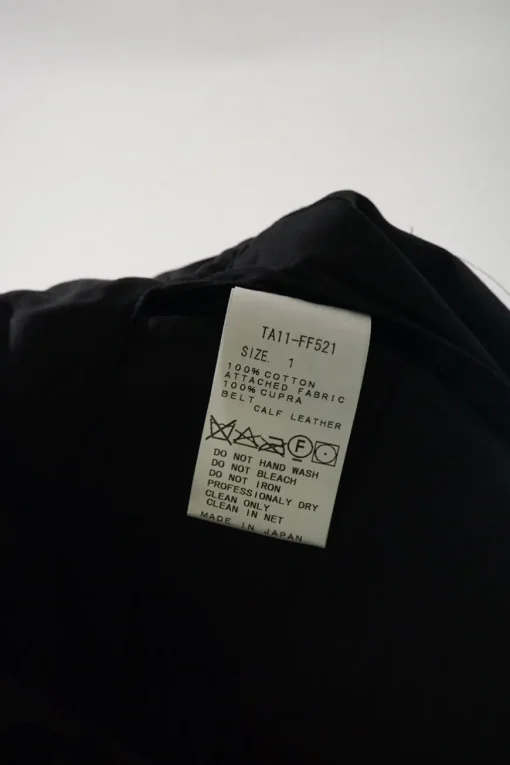 TA11-FF521
SIZE. 1
100% COTTON
ATTACHED FABRIC
100% CUPRA
BELT
CALF LEATHER
F
DO NOT HAND WASH
DO NOT BLEACH
DO NOT IRON
PROFESSIONALY DRY
CLEAN ONLY
CLEAN IN NET
MADE IN JAPAN.